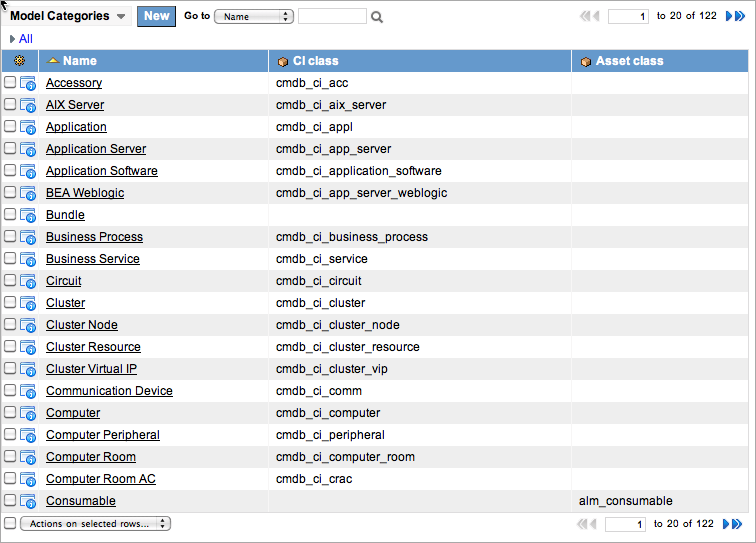 Model Categories New Go to Name 1 to 20 of 122
All
Name CI class Asset class
Accessory cmdb_ci_acc
AIX Server cmdb_ci_aix_server
Application cmdb_ci_appl
Application Server cmdb_ci_app_server
Application Software cmdb_ci_application_software
BEA Weblogic cmdb_ci_app_server_weblogic
Bundle
Business Process cmdb_ci_business_process
Business Service cmdb_ci_service
Circuit cmdb_ci_circuit
Cluster cmdb_ci_cluster
Cluster Node cmdb_ci_cluster_node
Cluster Resource cmdb_ci_cluster_resource
Cluster Virtual IP cmdb_ci_cluster_vip
Communication Device cmdb_ci_comm
Computer cmdb_ci_computer
Computer Peripheral cmdb_ci_peripheral
Computer Room cmdb_ci_computer_room
Computer Room AC cmdb_ci_crac
Consumable alm_consumable
Actions on selected rows... 1 to 20 of 122